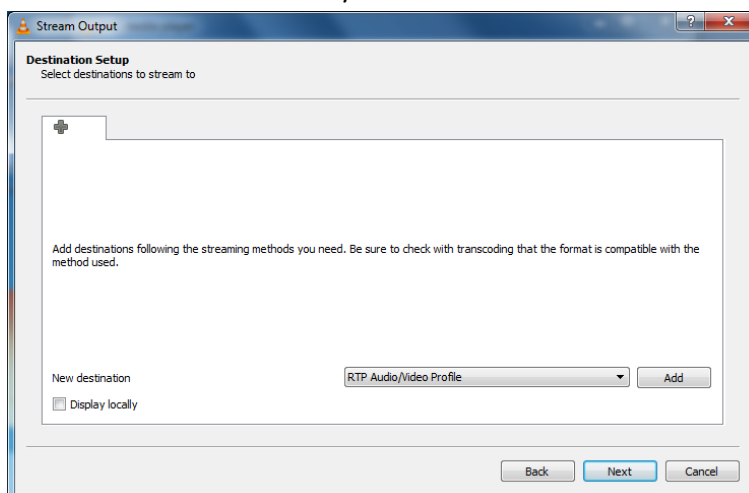 Stream Output
Destination Setup
Select destinations to stream to
Add destinations following the streaming methods you need. Be sure to check with transcoding that the format is compatible with the
method used.
New destination
RTP Audio/Video Profile
Add
Display locally
Back
Next
Cancel